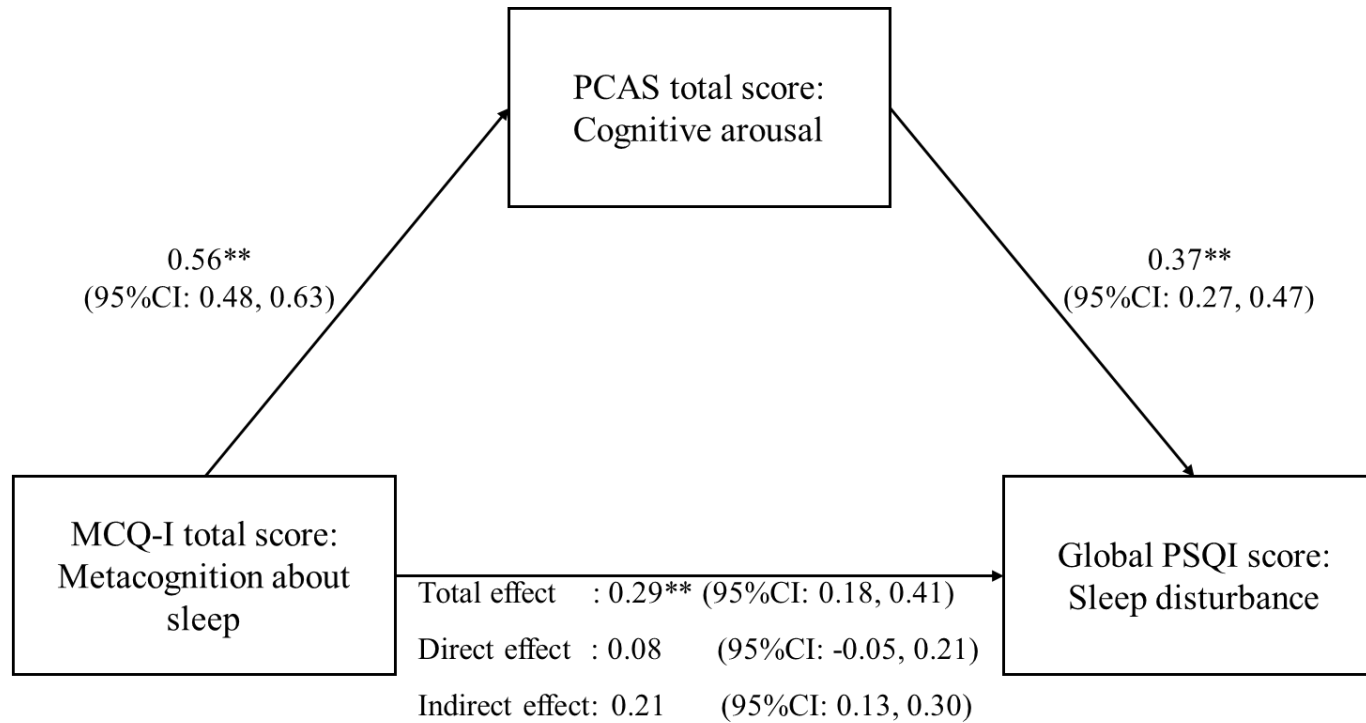 PCAS total score:
Cognitive arousal
0.56**
(95%CI: 0.48, 0.63)
0.37**
(95%CI: 0.27, 0.47)
MCQ-I total score:
Metacognition about
sleep
Total effect : 0.29** (95%CI: 0.18, 0.41)
Direct effect : 0.08 (95%CI: -0.05, 0.21)
Indirect effect: 0.21 (95%CI: 0.13, 0.30)
Global PSQI score:
Sleep disturbance